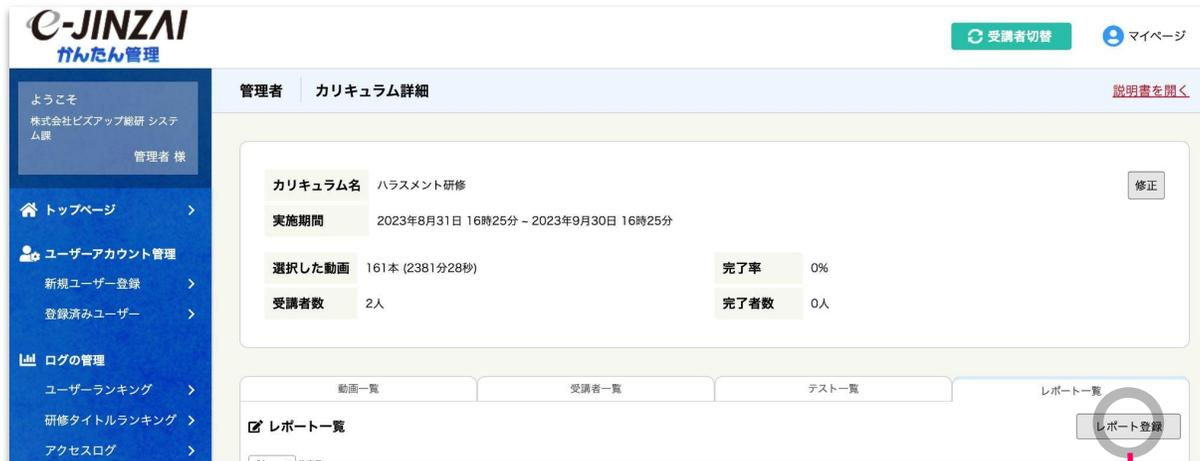 e-JINZAI
かんたん管理
受講者切替
マイページ
ようこそ
株式会社ビズアップ総研 システ
ム課
管理者 様
管理者
カリキュラム詳細
説明書を開く
カリキュラム名 ハラスメント研修
修正
実施期間 2023年8月31日 16時25分 ~ 2023年9月30日 16時25分
選択した動画 161本 (2381分28秒)
完了率 0%
受講者数 2人
完了者数 0人
トップページ
ユーザーアカウント管理
新規ユーザー登録
登録済みユーザー
ログの管理
ユーザーランキング
研修タイトルランキング
アクセスログ
動画一覧
受講者一覧
テスト一覧
レポート一覧
レポート一覧
レポート登録